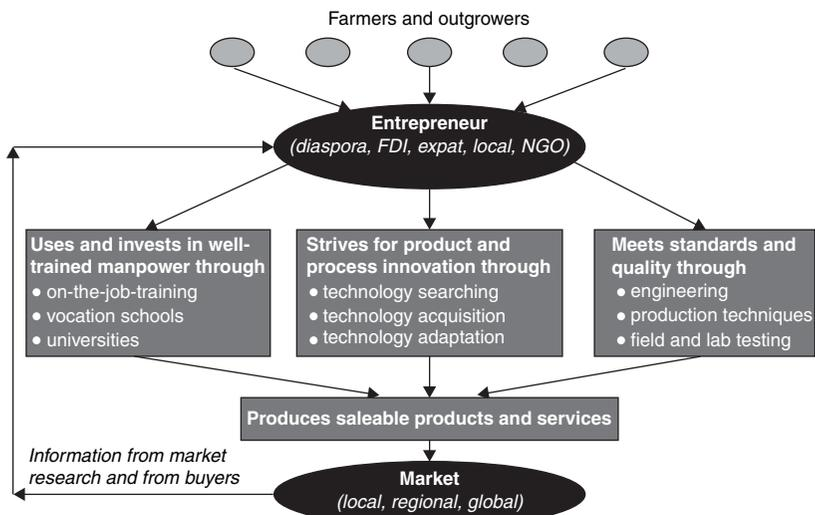 Farmers and outgrowers
Entrepreneur
(diaspora, FDI, expat, local, NGO)
Uses and invests in well-
trained manpower through
● on-the-job-training
● vocation schools
● universities
Strives for product and
process innovation through
● technology searching
● technology acquisition
● technology adaptation
Meets standards and
quality through
● engineering
● production techniques
● field and lab testing
Produces saleable products and services
Information from market
research and from buyers
Market
(local, regional, global)